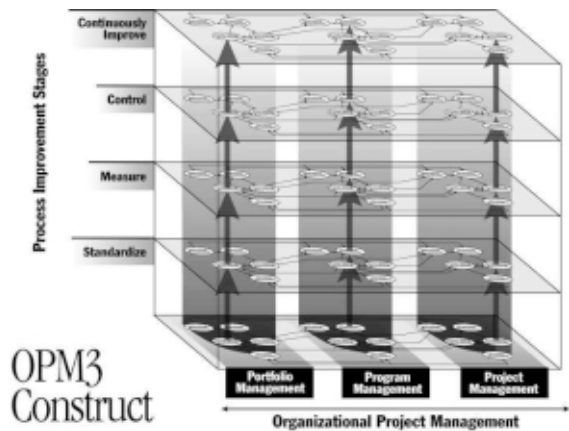 Continuously
Improve
Control
Measure
Standardize
Process Improvement Stages
OPM3
Construct
Portfolio
Management
Program
Management
Project
Management
Organizational Project Management